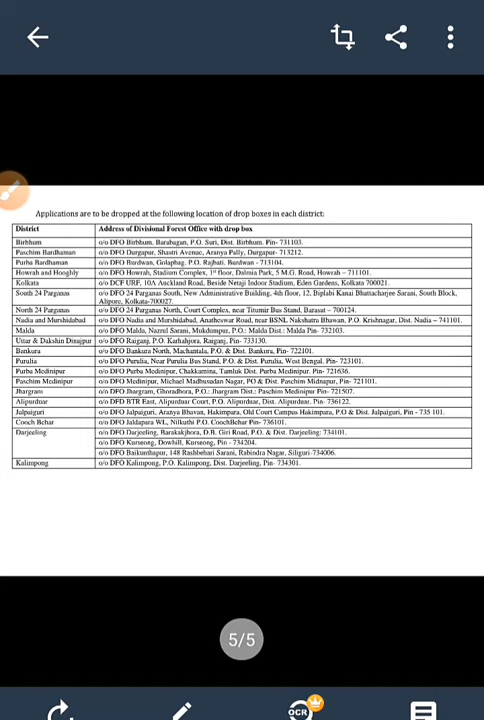 Applications are to be dropped at the following location of drop boxes in each district:
District Address of Divisional Forest Office with drop box
Birbhum o/o DFO Birbhum, Barabagan, P.O. Suri, Dist. Birbhum. Pin- 731103.
Paschim Bardhaman o/o DFO Durgapur, Shastri Avenue, Aranya Pally, Durgapur- 713212.
Purba Bardhaman o/o DFO Burdwan, Golapbag, P.O. Rajbati, Burdwan - 713104.
Howrah and Hooghly o/o DFO Howrah, Stadium Complex, 1st floor, Dalmia Park, 5 M.G. Road, Howrah – 711101.
Kolkata o/o DCF URF, 10A Auckland Road, Beside Netaji Indoor Stadium, Eden Gardens, Kolkata 700021.
South 24 Parganas o/o DFO 24 Parganas South, New Administrative Building, 4th floor, 12, Biplabi Kanai Bhattacharjee Sarani, South Block,
Alipore, Kolkata-700027.
North 24 Parganas o/o DFO 24 Parganas North, Court Complex, near Titumir Bus Stand, Barasat – 700124.
Nadia and Murshidabad o/o DFO Nadia and Murshidabad, Anatheswar Road, near BSNL Nakshatra Bhawan, P.O. Krishnagar, Dist. Nadia – 741101.
Malda o/o DFO Malda, Nazrul Sarani, Mukdumpur, P.O.: Malda Dist.: Malda Pin- 732103.
Uttar & Dakshin Dinajpur o/o DFO Raiganj, P.O. Karnajhora, Raiganj, Pin-733130.
Bankura o/o DFO Bankura North, Machantala, P.O. & Dist. Bankura, Pin- 722101.
Purulia o/o DFO Purulia, Near Purulia Bus Stand, P.O. & Dist. Purulia, West Bengal. Pin- 723101.
Purba Medinipur o/o DFO Purba Medinipur, Chakkamina, Tamluk Dist. Purba Medinipur. Pin- 721636.
Paschim Medinipur o/o DFO Medinipur, Michael Madhusudan Nagar, PO & Dist. Paschim Midnapur, Pin- 721101.
Jhargram o/o DFO Jhargram, Ghoradhora, P.O.: Jhargram Dist.: Paschim Medinipur Pin- 721507.
Alipurduar o/o DFD BTR East, Alipurduar Court, P.O. Alipurduar, Dist. Alipurduar. Pin- 736122.
Jalpaiguri o/o DFO Jalpaiguri, Aranya Bhavan, Hakimpara, Old Court Campus Hakimpara, P.O & Dist. Jalpaiguri, Pin - 735 101.
Cooch Behar o/o DFO Jaldapara WL, Nilkuthi P.O. CoochBehar Pin- 736101.
Darjeeling o/o DFO Darjeeling, Barakakjhora, D.B. Giri Road, P.O. & Dist. Darjeeling: 734101.
o/o DFO Kurseong, Dowhill, Kurseong, Pin - 734204.
o/o DFO Baikunthapur, 148 Rashbehari Sarani, Rabindra Nagar, Siliguri-734006.
Kalimpong o/o DFO Kalimpong, P.O. Kalimpong, Dist. Darjeeling, Pin- 734301.
5/5
OCR